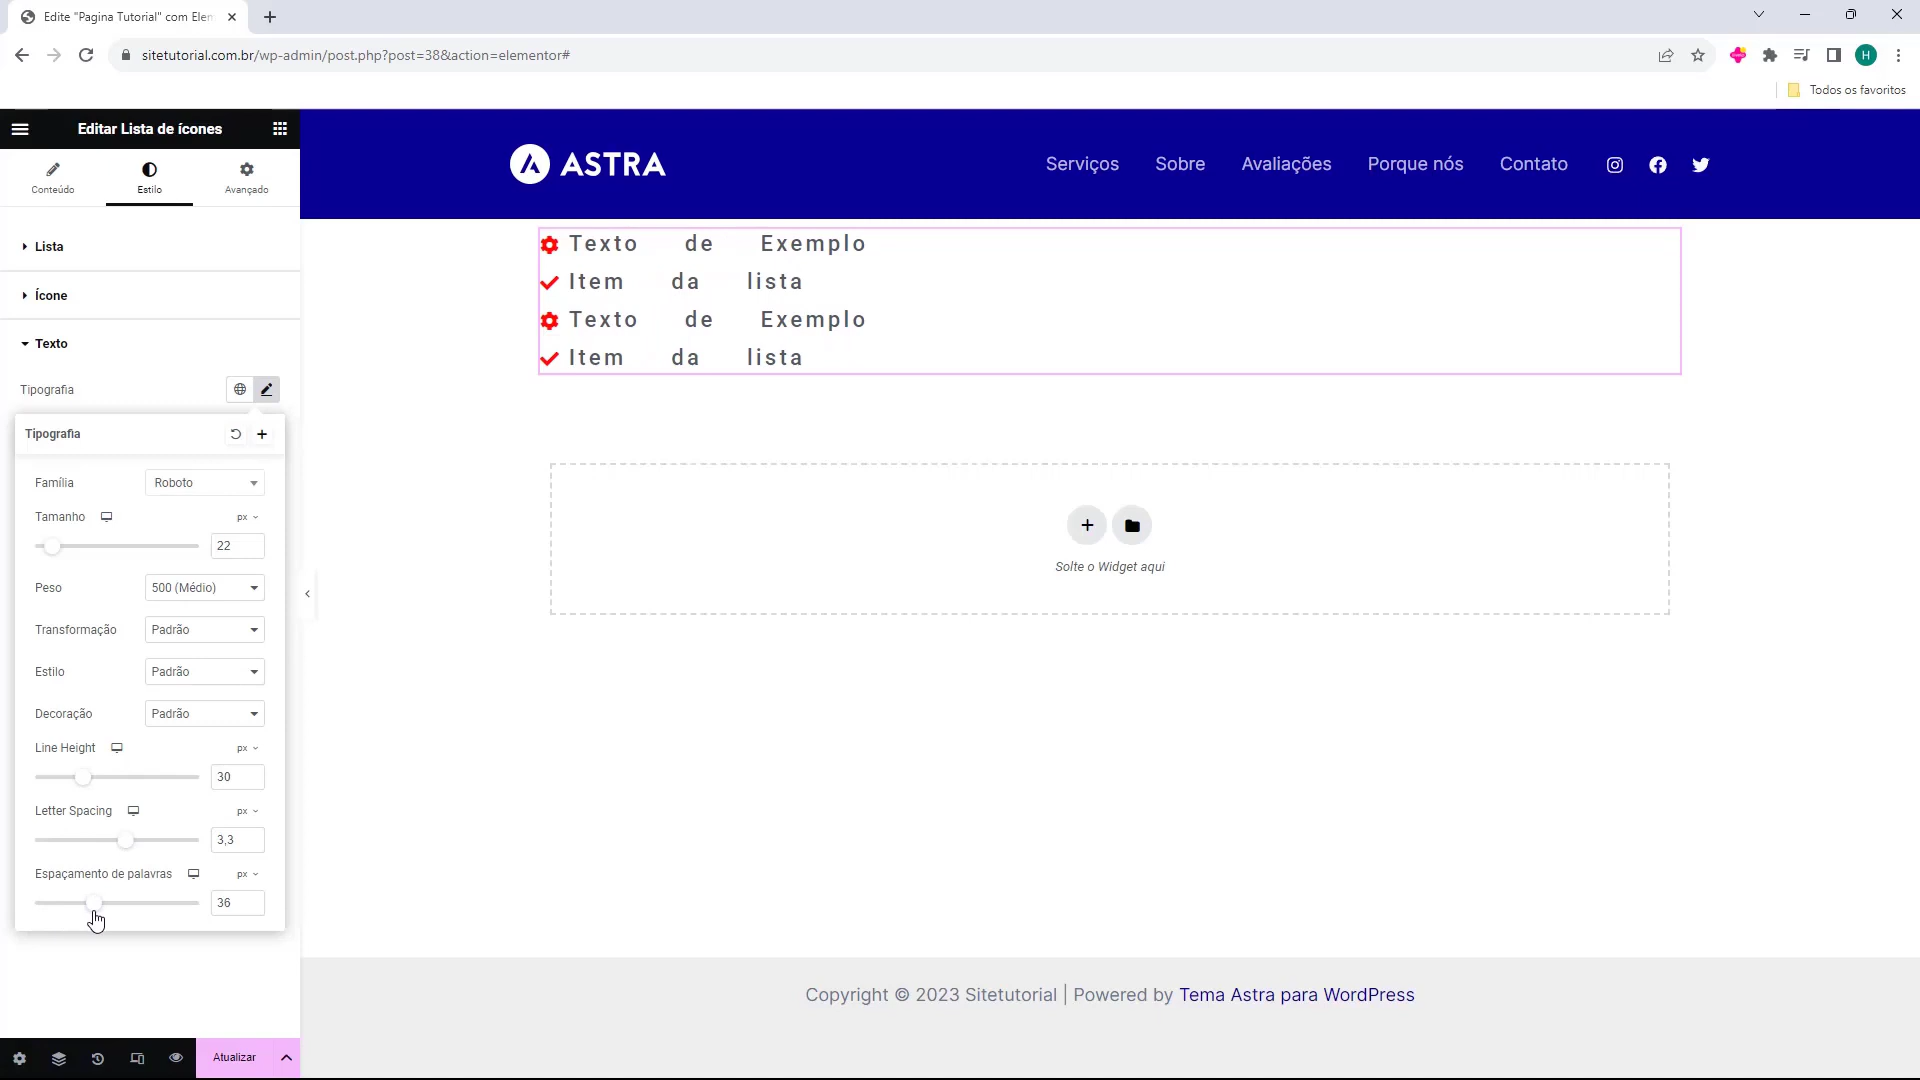 Edite "Pagina Tutorial" com Elen
sitetutorial.com.br/wp-admin/post.php?post=38&action=elementor#
H
Todos os favoritos
Editar Lista de ícones
Conteúdo
Estilo
Avançado
Lista
Ícone
Texto
Tipografia
Tipografia
Família Roboto
Tamanho px
22
Peso 500 (Médio)
Transformação Padrão
Estilo Padrão
Decoração Padrão
Line Height px
30
Letter Spacing px
3,3
Espaçamento de palavras px
36
Atualizar
ASTRA
Serviços Sobre Avaliações Porque nós Contato
Texto de Exemplo
Item da lista
Texto de Exemplo
Item da lista
Solte o Widget aqui
Copyright © 2023 Sitetutorial | Powered by Tema Astra para WordPress